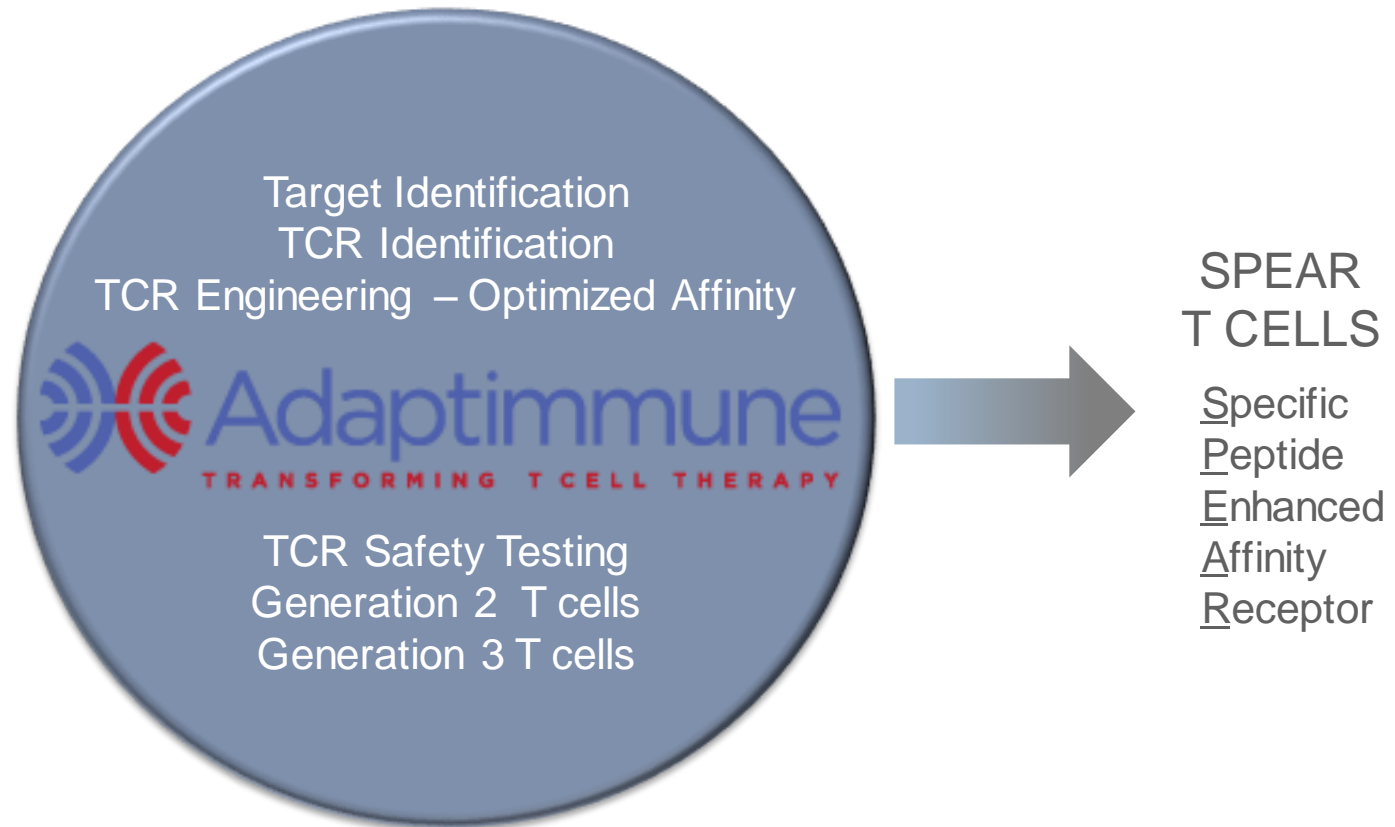 Target Identification
TCR Identification
TCR Engineering – Optimized Affinity
Adaptimmune
TRANSFORMING T CELL THERAPY
TCR Safety Testing
Generation 2 T cells
Generation 3 T cells
SPEAR
T CELLS
Specific
Peptide
Enhanced
Affinity
Receptor